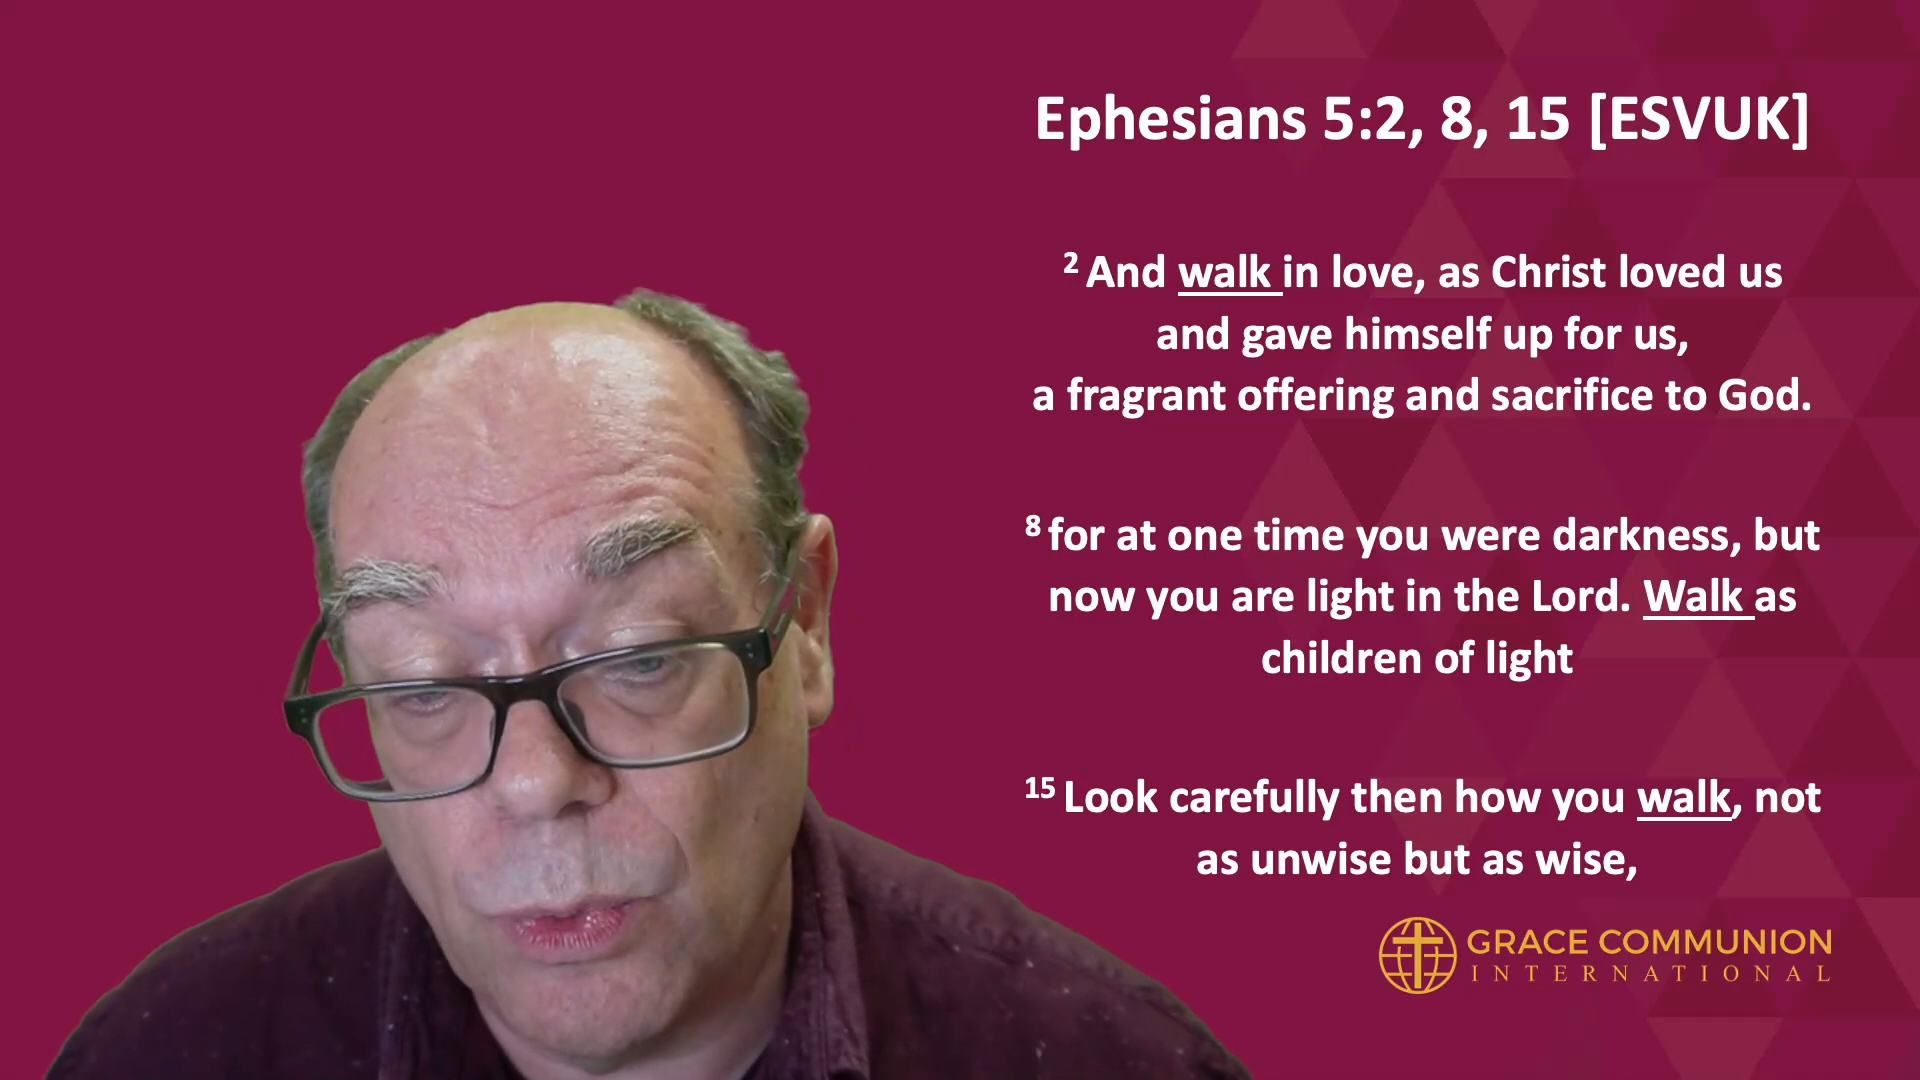 Ephesians 5:2, 8, 15 [ESVUK]
2 And walk in love, as Christ loved us
and gave himself up for us,
a fragrant offering and sacrifice to God.
8 for at one time you were darkness, but
now you are light in the Lord. Walk as
children of light
15 Look carefully then how you walk, not
as unwise but as wise,
GRACE COMMUNION
INTERNATIONAL